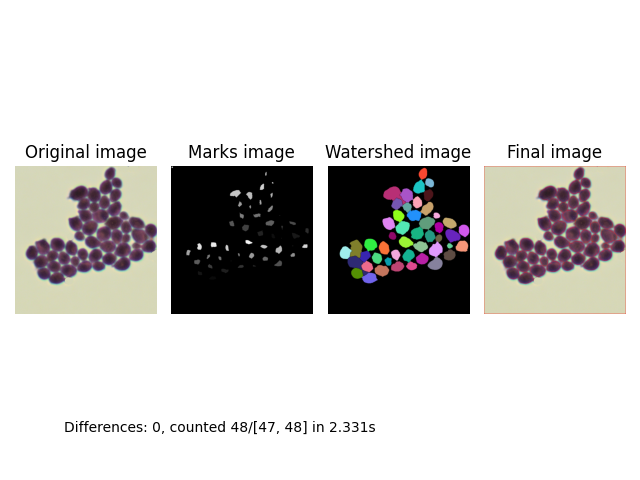 Original image
Marks image
Watershed image
Final image
Differences: 0, counted 48/[47, 48] in 2.331s